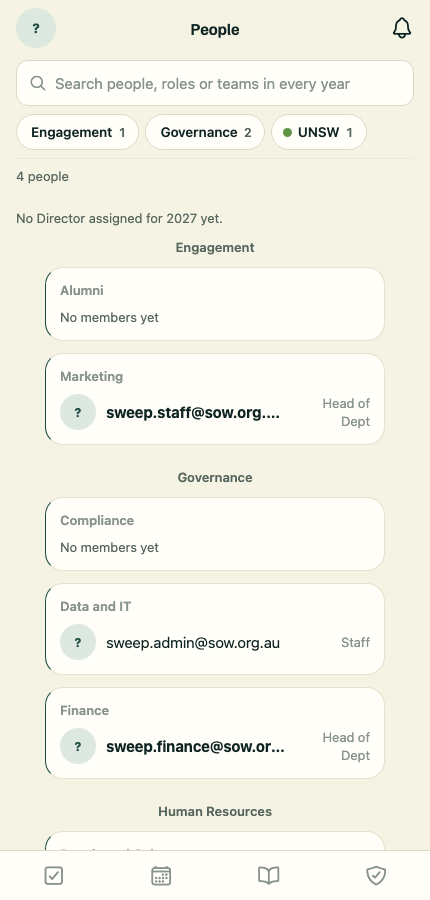 ?
People
Search people, roles or teams in every year
Engagement 1
Governance 2
UNSW 1
4 people
No Director assigned for 2027 yet.
Engagement
Alumni
No members yet
Marketing
?
sweep.staff@sow.org....
Head of
Dept
Governance
Compliance
No members yet
Data and IT
?
sweep.admin@sow.org.au
Staff
Finance
?
sweep.finance@sow.or...
Head of
Dept
Human Resources